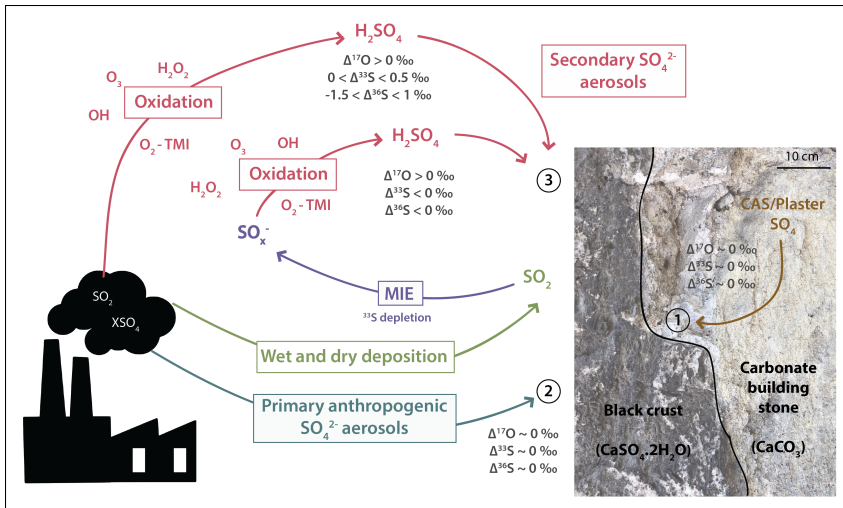 H₂SO₄
Δ¹⁷O > 0 ‰
0 < Δ³³S < 0.5 ‰
-1.5 < Δ³⁶S < 1 ‰
Secondary SO₄²⁻
aerosols
H₂O₂
O₃
Oxidation
OH
O₂ - TMI
O₃
OH
H₂SO₄
Oxidation
H₂O₂
O₂ - TMI
Δ¹⁷O > 0 ‰
Δ³³S < 0 ‰
Δ³⁶S < 0 ‰
3
10 cm
CAS/Plaster
SO₄
Δ¹⁷O ~ 0 ‰
Δ³³S ~ 0 ‰
Δ³⁶S ~ 0 ‰
1
SOₓ⁻
SO₂
MIE
³³S depletion
SO₂
XSO₄
Wet and dry deposition
Primary anthropogenic
SO₄²⁻ aerosols
2
Δ¹⁷O ~ 0 ‰
Δ³³S ~ 0 ‰
Δ³⁶S ~ 0 ‰
Black crust
(CaSO₄.2H₂O)
Carbonate
building
stone
(CaCO₃)